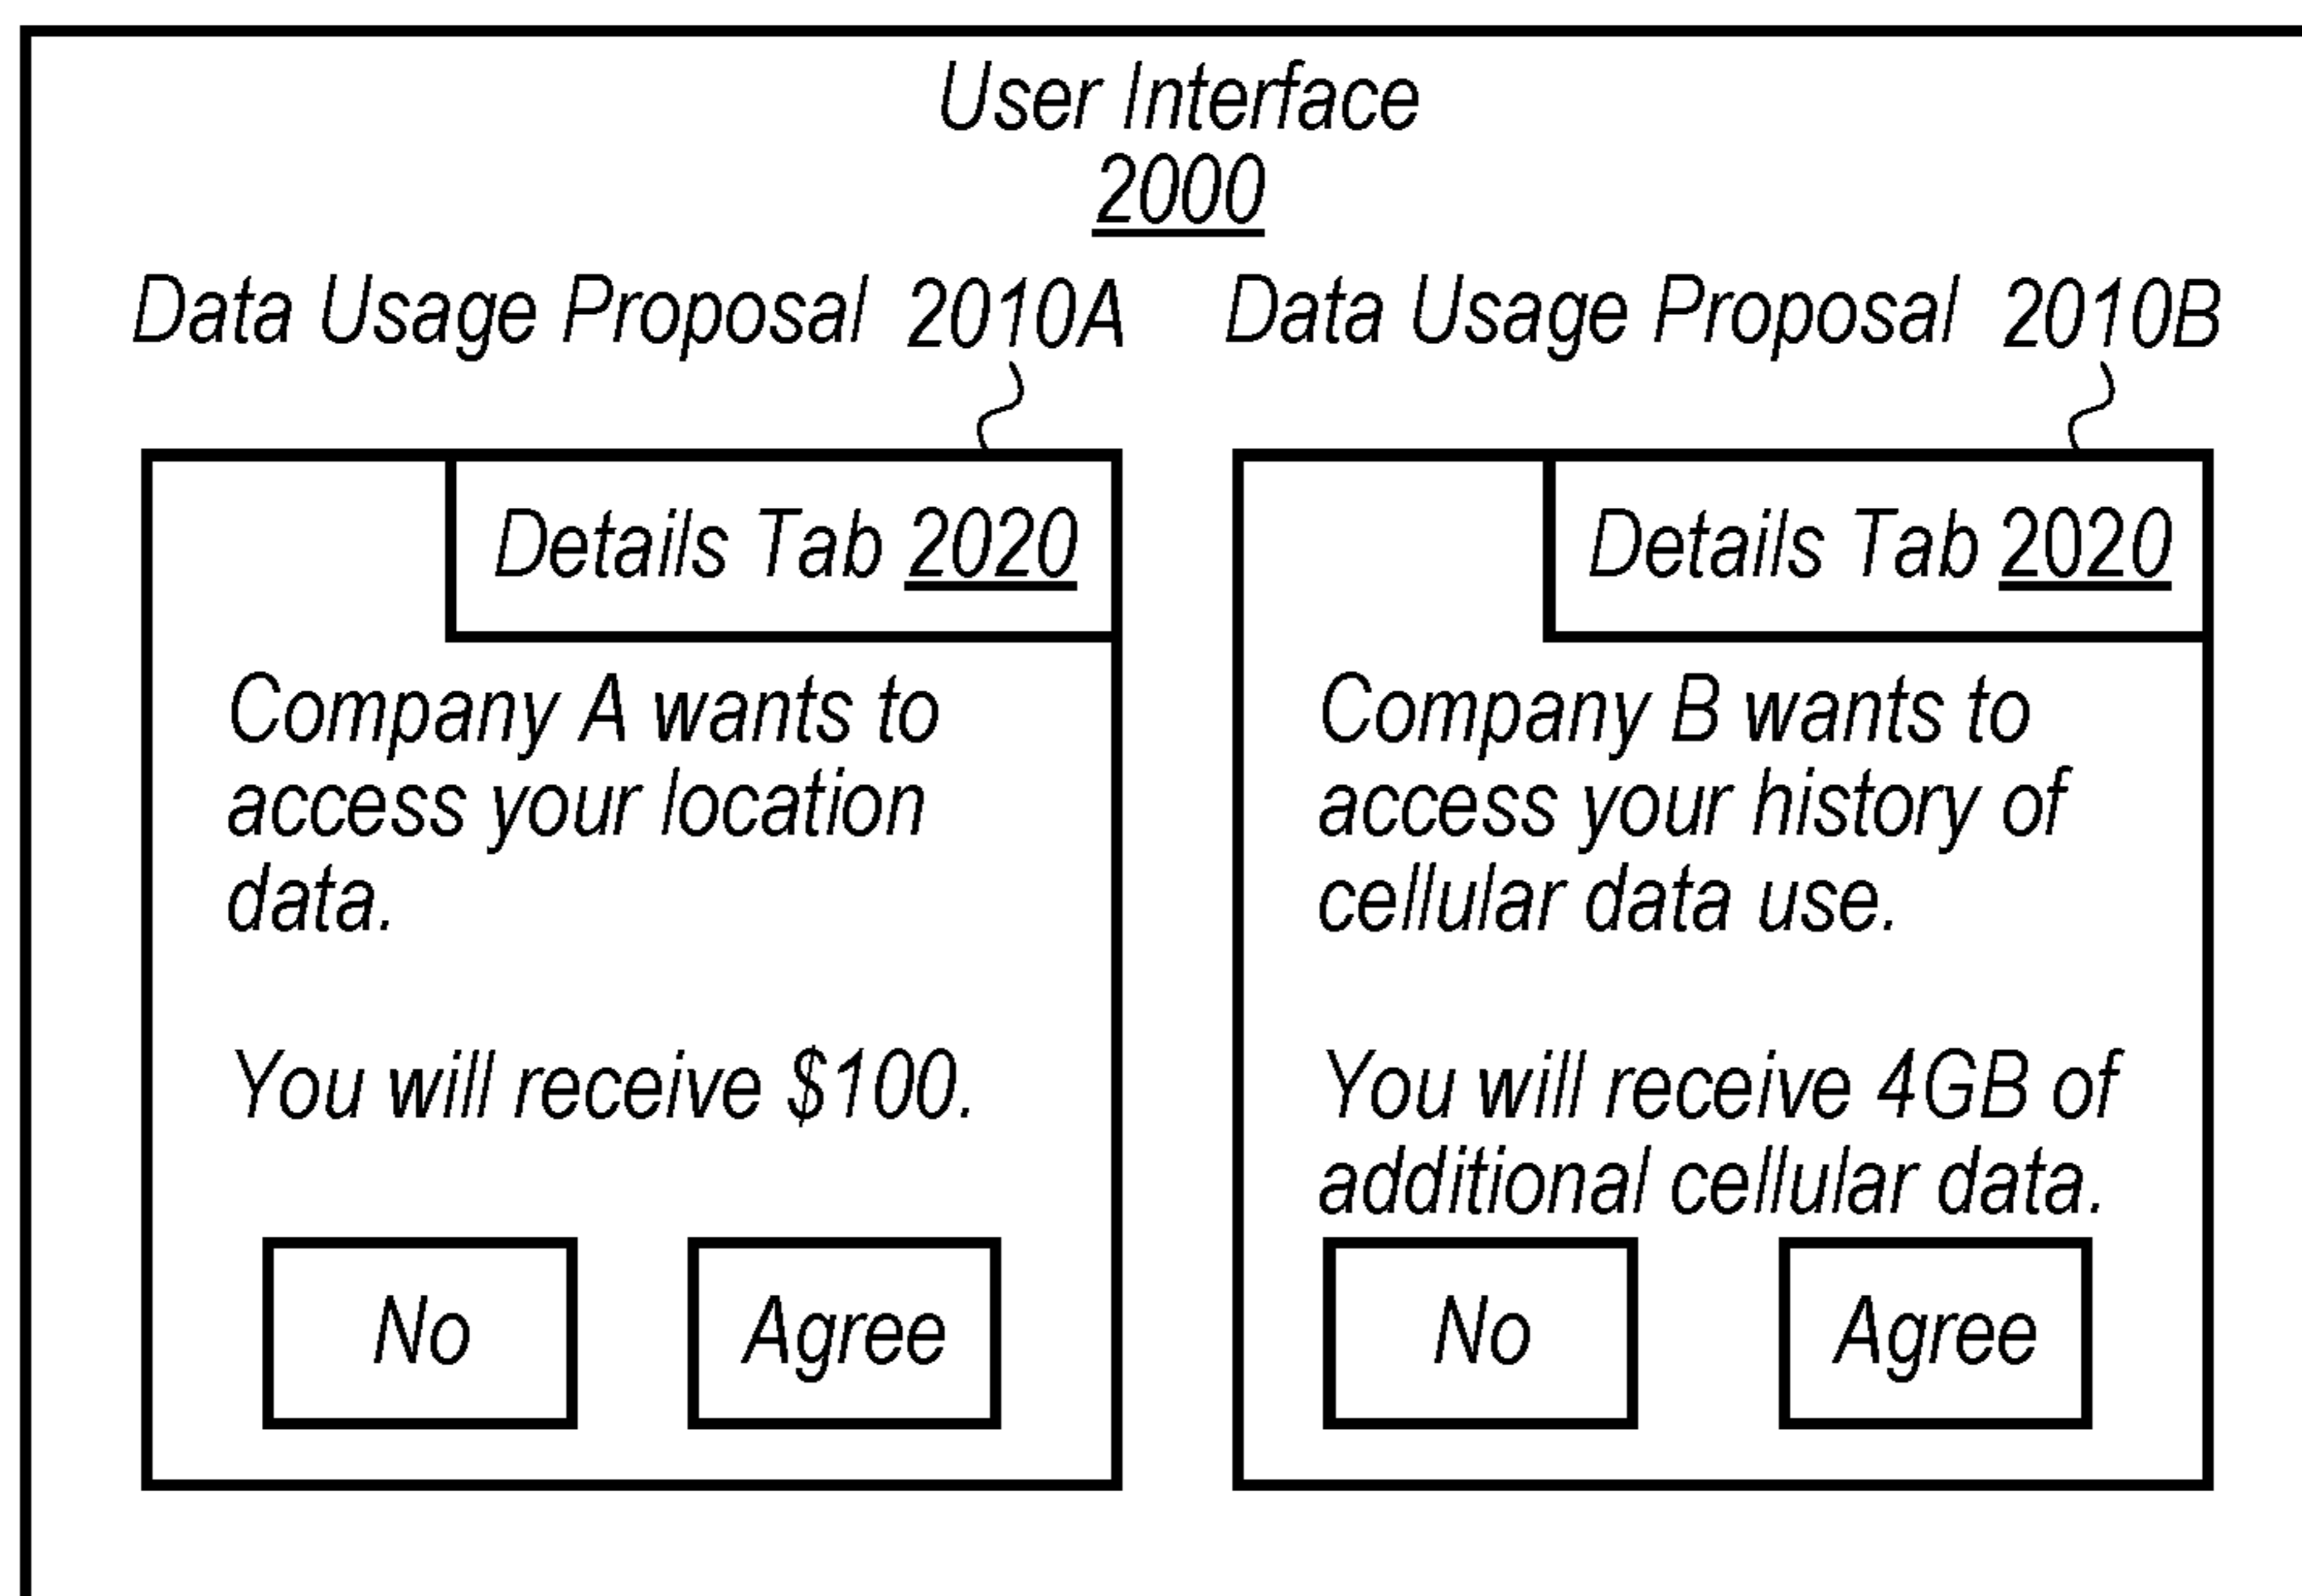 User Interface
2000
Data Usage Proposal 2010A
Data Usage Proposal 2010B
Details Tab 2020
Company A wants to
access your location
data.
You will receive $100.
No
Agree
Details Tab 2020
Company B wants to
access your history of
cellular data use.
You will receive 4GB of
additional cellular data.
No
Agree